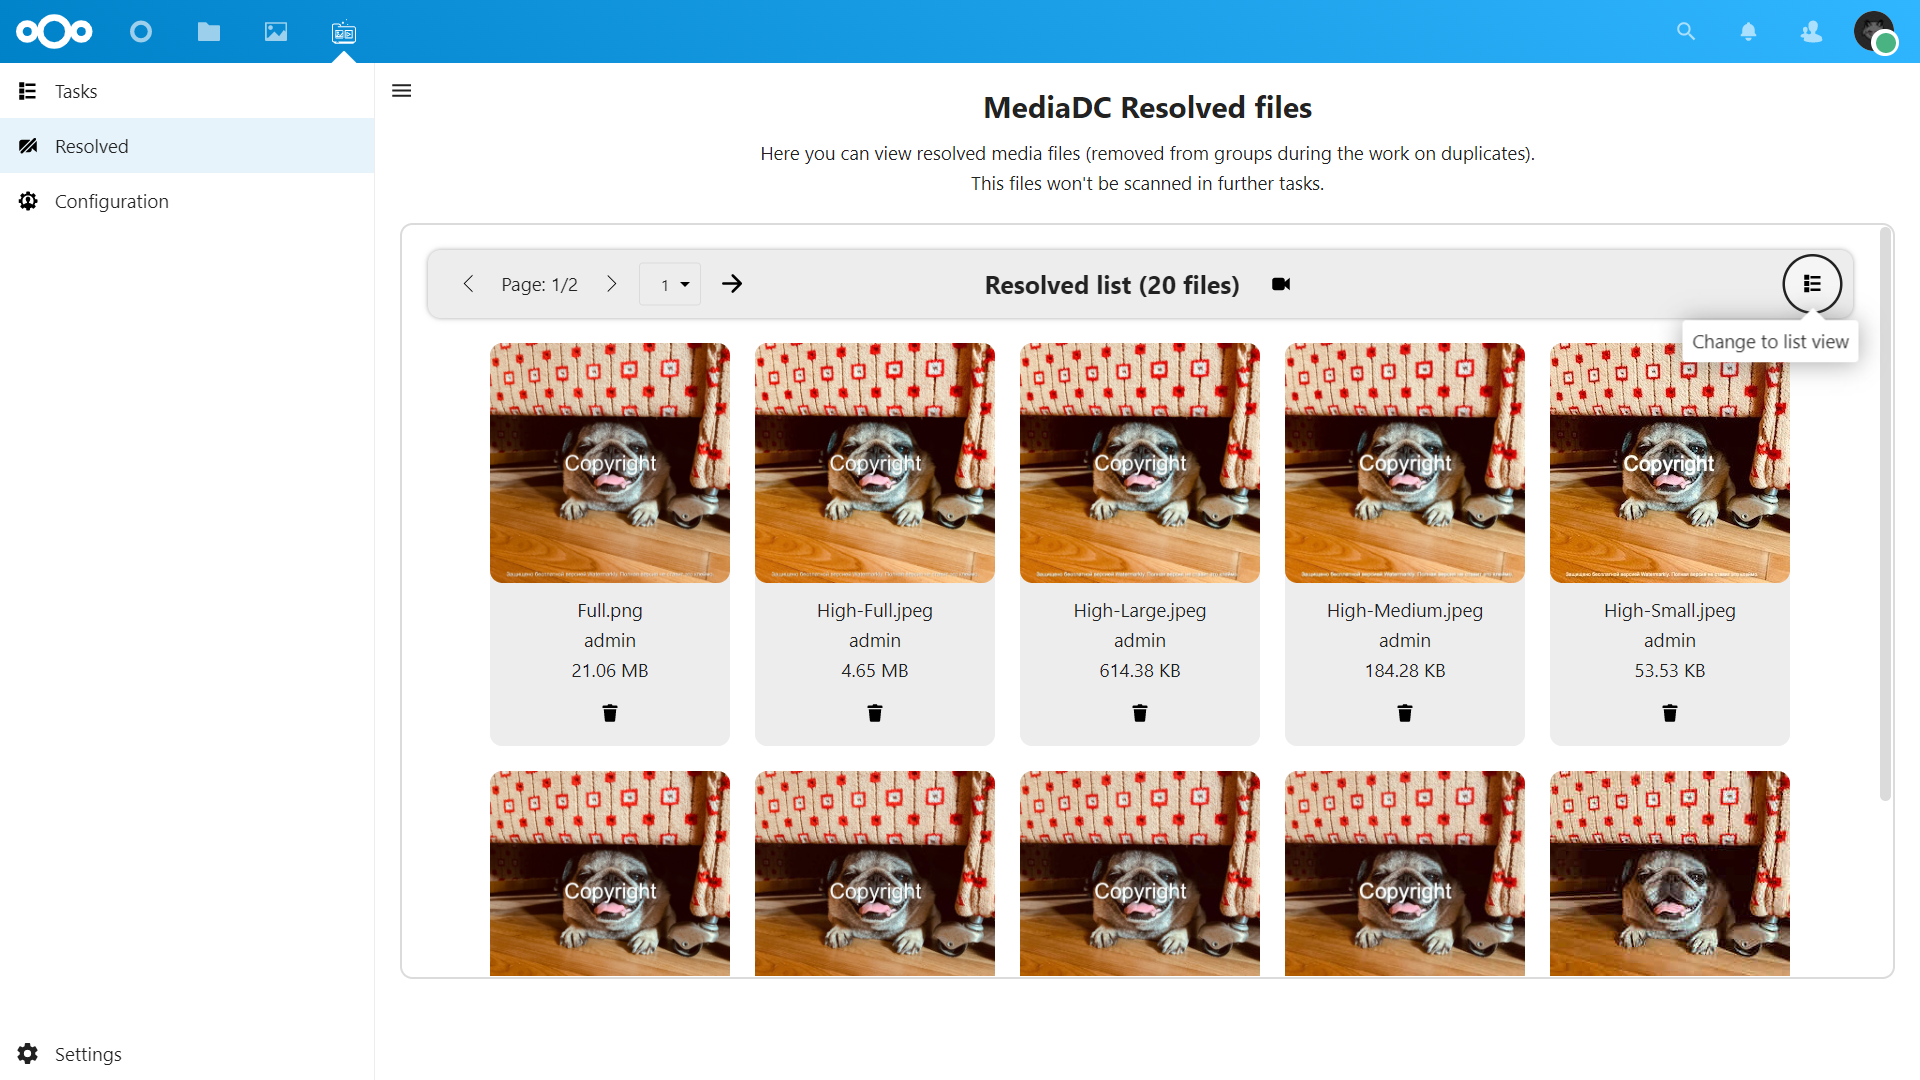 Tasks
Resolved
Configuration
Settings
MediaDC Resolved files
Here you can view resolved media files (removed from groups during the work on duplicates).
This files won't be scanned in further tasks.
Page: 1/2
1
Resolved list (20 files)
Change to list view
Copyright
Copyright
Copyright
Copyright
Copyright
Full.png
admin
21.06 MB
High-Full.jpeg
admin
4.65 MB
High-Large.jpeg
admin
614.38 KB
High-Medium.jpeg
admin
184.28 KB
High-Small.jpeg
admin
53.53 KB
Copyright
Copyright
Copyright
Copyright